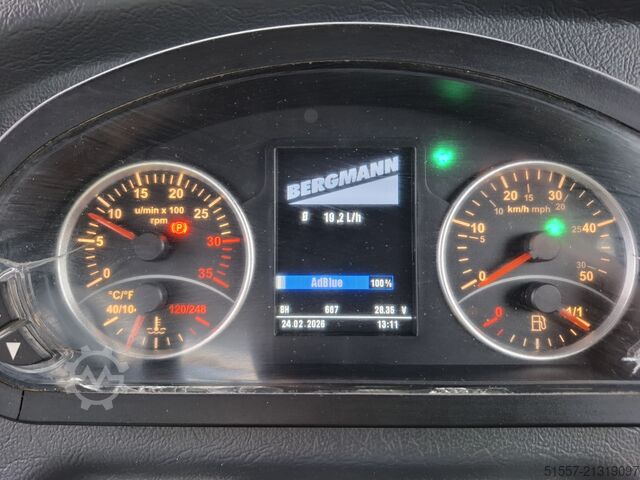 5
10
15
20
25
30
35
0
u/min x 100
rpm
P
°C/°F
40/10
120/248
BERGMANN
Ø 19,2 L/h
AdBlue 100%
BH 667 28.35 V
24.02.2026 13:11
0
10
15
20
30
40
50
5
10
20
25
30
km/h mph
0
1/1
51557-21319097